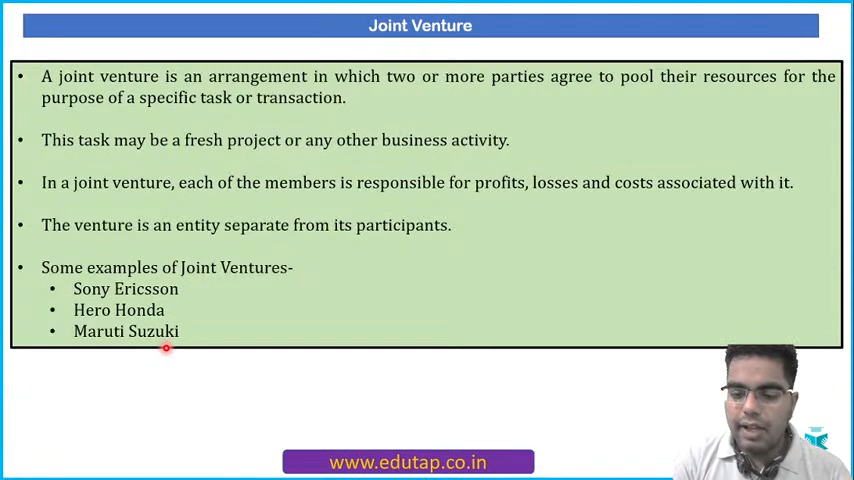 Joint Venture
• A joint venture is an arrangement in which two or more parties agree to pool their resources for the
purpose of a specific task or transaction.
• This task may be a fresh project or any other business activity.
• In a joint venture, each of the members is responsible for profits, losses and costs associated with it.
• The venture is an entity separate from its participants.
• Some examples of Joint Ventures-
• Sony Ericsson
• Hero Honda
• Maruti Suzuki
www.edutap.co.in